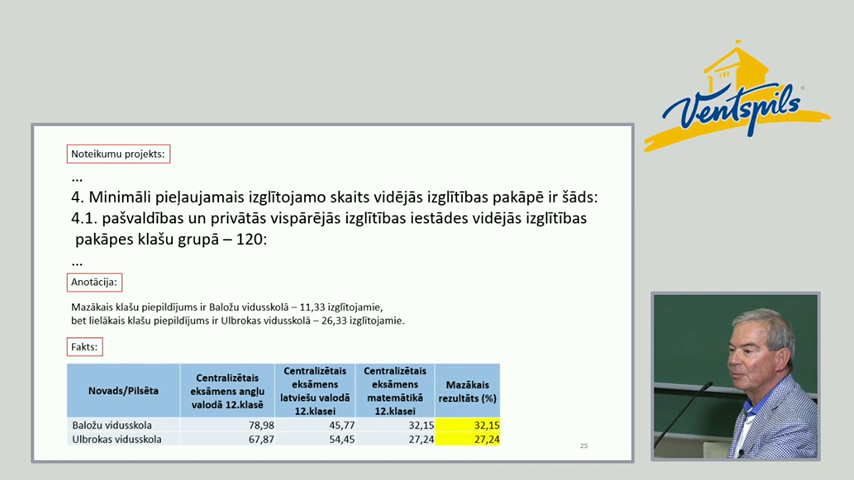 Ventspils
Noteikumu projekts:
...
4. Minimāli pieļaujamais izglītojamo skaits vidējās izglītības pakāpē ir šāds:
4.1. pašvaldības un privātās vispārējās izglītības iestādes vidējās izglītības
pakāpes klašu grupā – 120:
...
Anotācija:
Mazākais klašu piepildījums ir Baložu vidusskolā – 11,33 izglītojamie,
bet lielākais klašu piepildījums ir Ulbrokas vidusskolā – 26,33 izglītojamie.
Fakts:
Novads/Pilsēta
Centralizētais
eksāmens angļu
valodā 12.klasē
Centralizētais
eksāmens
latviešu valodā
12.klasei
Centralizētais
eksāmens
matemātikā
12.klasei
Mazākais
rezultāts (%)
Baložu vidusskola 78,98 45,77 32,15 32,15
Ulbrokas vidusskola 67,87 54,45 27,24 27,24
25